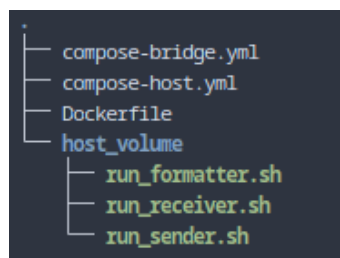 .
├── compose-bridge.yml
├── compose-host.yml
├── Dockerfile
└── host_volume
    ├── run_formatter.sh
    ├── run_receiver.sh
    └── run_sender.sh